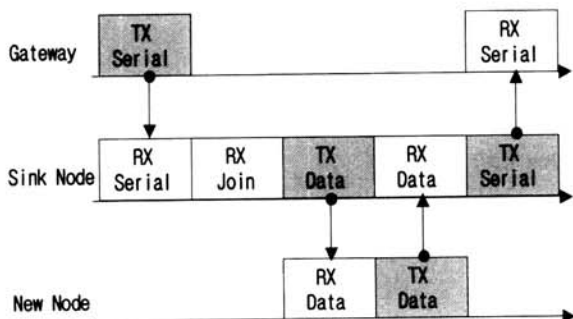 TX
Serial
RX
Serial
Gateway
RX
Serial
RX
Join
TX
Data
RX
Data
TX
Serial
Sink Node
RX
Data
TX
Data
New Node